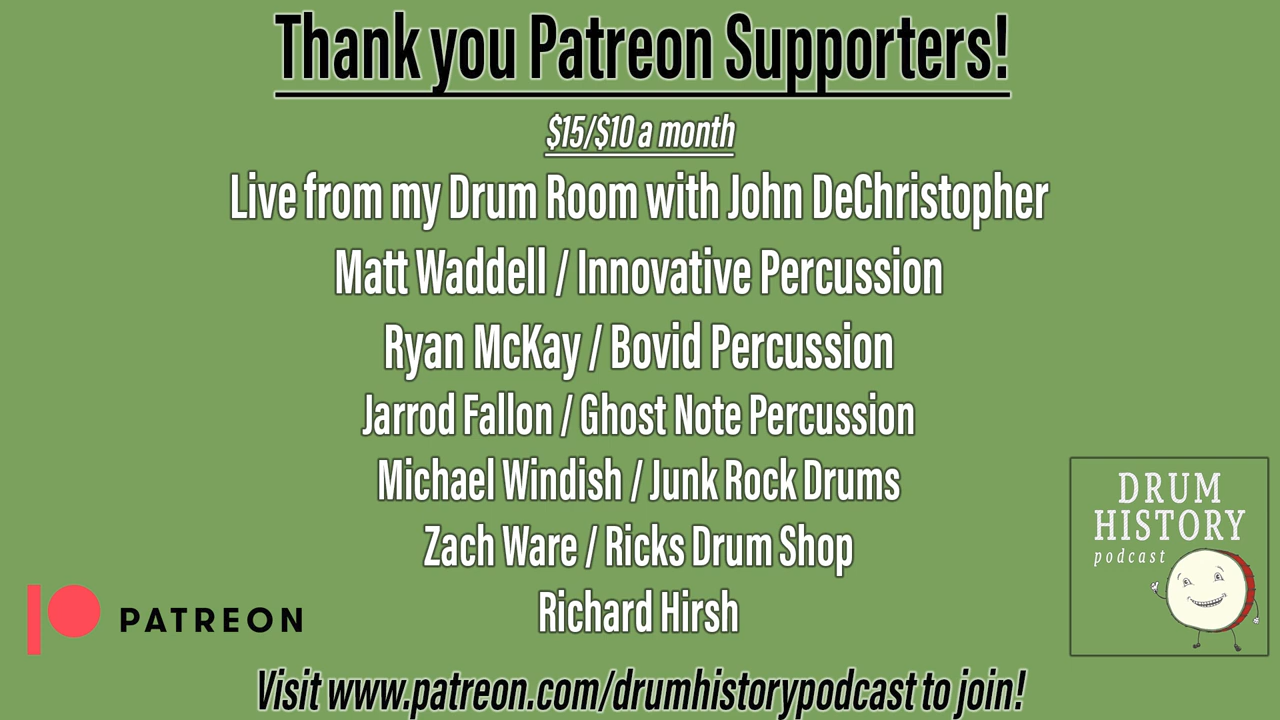 Thank you Patreon Supporters!
$15/$10 a month
Live from my Drum Room with John DeChristopher
Matt Waddell / Innovative Percussion
Ryan McKay / Bovid Percussion
Jarrod Fallon / Ghost Note Percussion
Michael Windish / Junk Rock Drums
Zach Ware / Ricks Drum Shop
Richard Hirsh
PATREON
DRUM
HISTORY
podcast
Visit www.patreon.com/drumhistorypodcast to join!